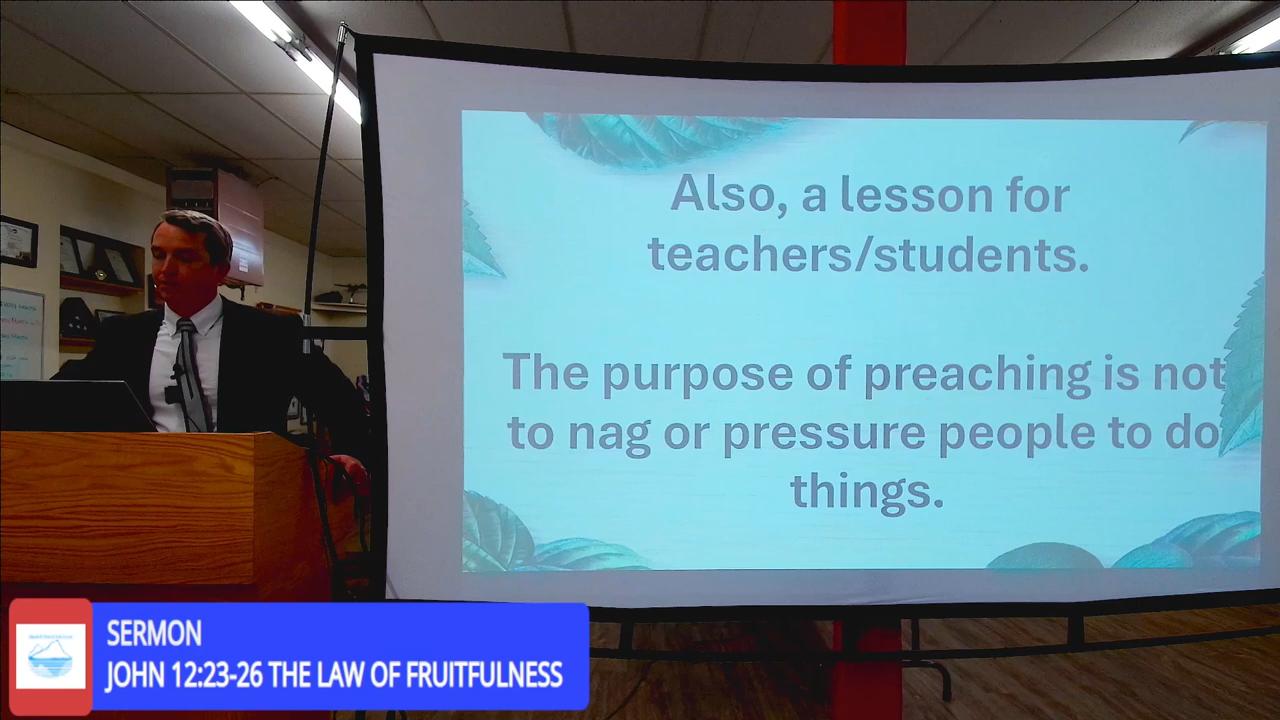 Also, a lesson for
teachers/students.
The purpose of preaching is not
to nag or pressure people to do
things.
SERMON
JOHN 12:23-26 THE LAW OF FRUITFULNESS